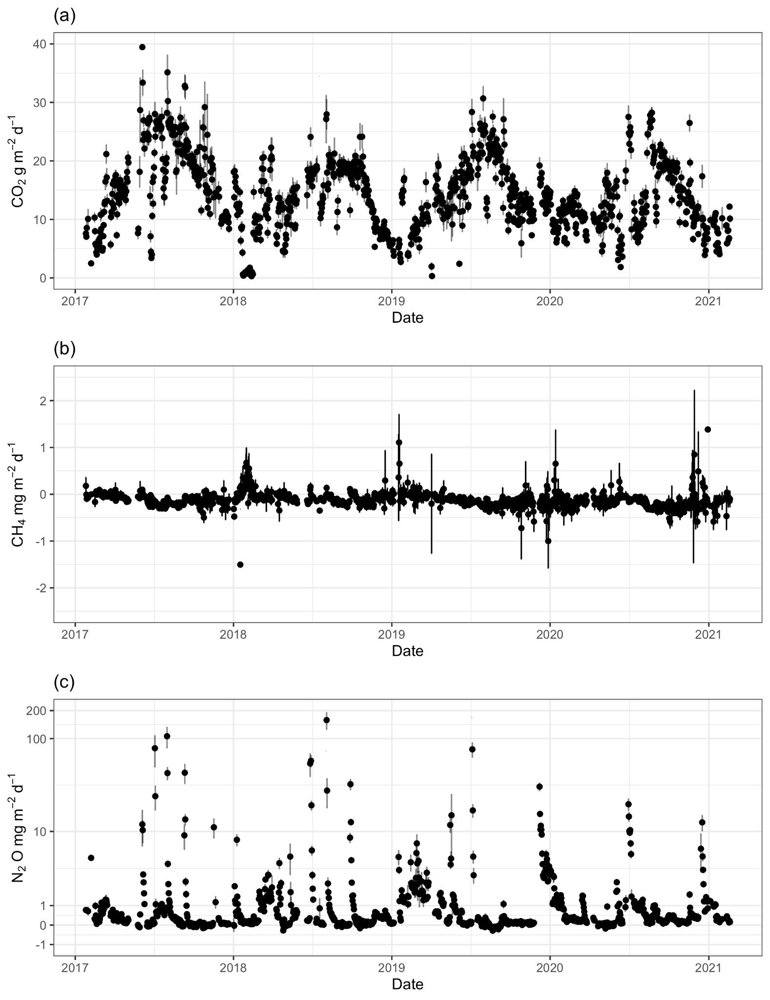 (a)
CO₂ g m⁻² d⁻¹
40
30
20
10
0
2017 2018 2019 2020 2021
Date
(b)
CH₄ mg m⁻² d⁻¹
2
1
0
-1
-2
2017 2018 2019 2020 2021
Date
(c)
N₂ O mg m⁻² d⁻¹
200
100
10
1
0
-1
2017 2018 2019 2020 2021
Date